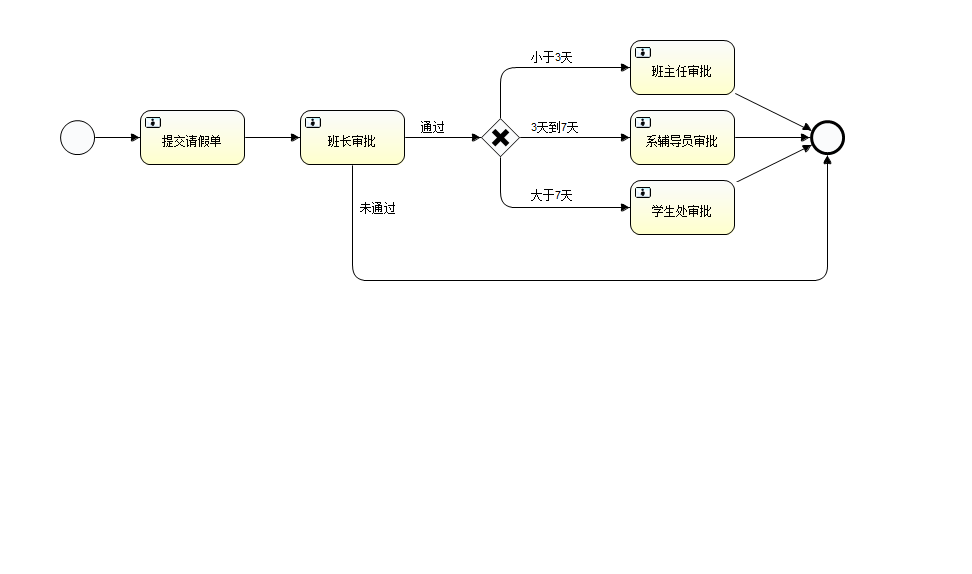 小于3天
班主任审批
提交请假单
班长审批
通过
3天到7天
系辅导员审批
未通过
大于7天
学生处审批